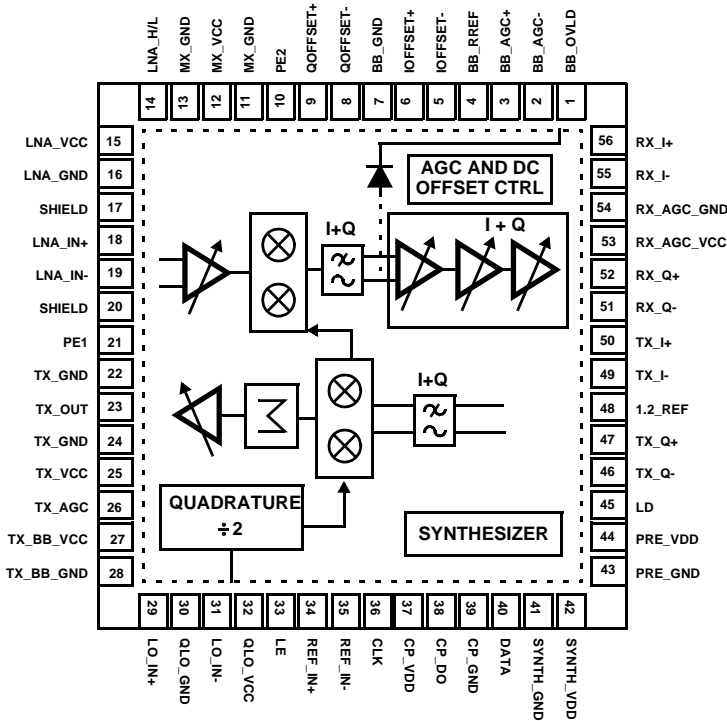 LNA_H/L
MX_GND
MX_VCC
MX_GND
PE2
QOFFSET+
QOFFSET-
BB_GND
IOFFSET+
IOFFSET-
BB_RREF
BB_AGC+
BB_AGC-
BB_OVLD
14
13
12
11
10
9
8
7
6
5
4
3
2
1
LNA_VCC 15
LNA_GND 16
SHIELD 17
LNA_IN+ 18
LNA_IN- 19
SHIELD 20
PE1 21
TX_GND 22
TX_OUT 23
TX_GND 24
TX_VCC 25
TX_AGC 26
TX_BB_VCC 27
TX_BB_GND 28
AGC AND DC
OFFSET CTRL
I+Q
I + Q
Σ
I+Q
QUADRATURE
÷2
SYNTHESIZER
56 RX_I+
55 RX_I-
54 RX_AGC_GND
53 RX_AGC_VCC
52 RX_Q+
51 RX_Q-
50 TX_I+
49 TX_I-
48 1.2_REF
47 TX_Q+
46 TX_Q-
45 LD
44 PRE_VDD
43 PRE_GND
29
30
31
32
33
34
35
36
37
38
39
40
41
42
LO_IN+
QLO_GND
LO_IN-
QLO_VCC
LE
REF_IN+
REF_IN-
CLK
CP_VDD
CP_DO
CP_GND
DATA
SYNTH_GND
SYNTH_VDD